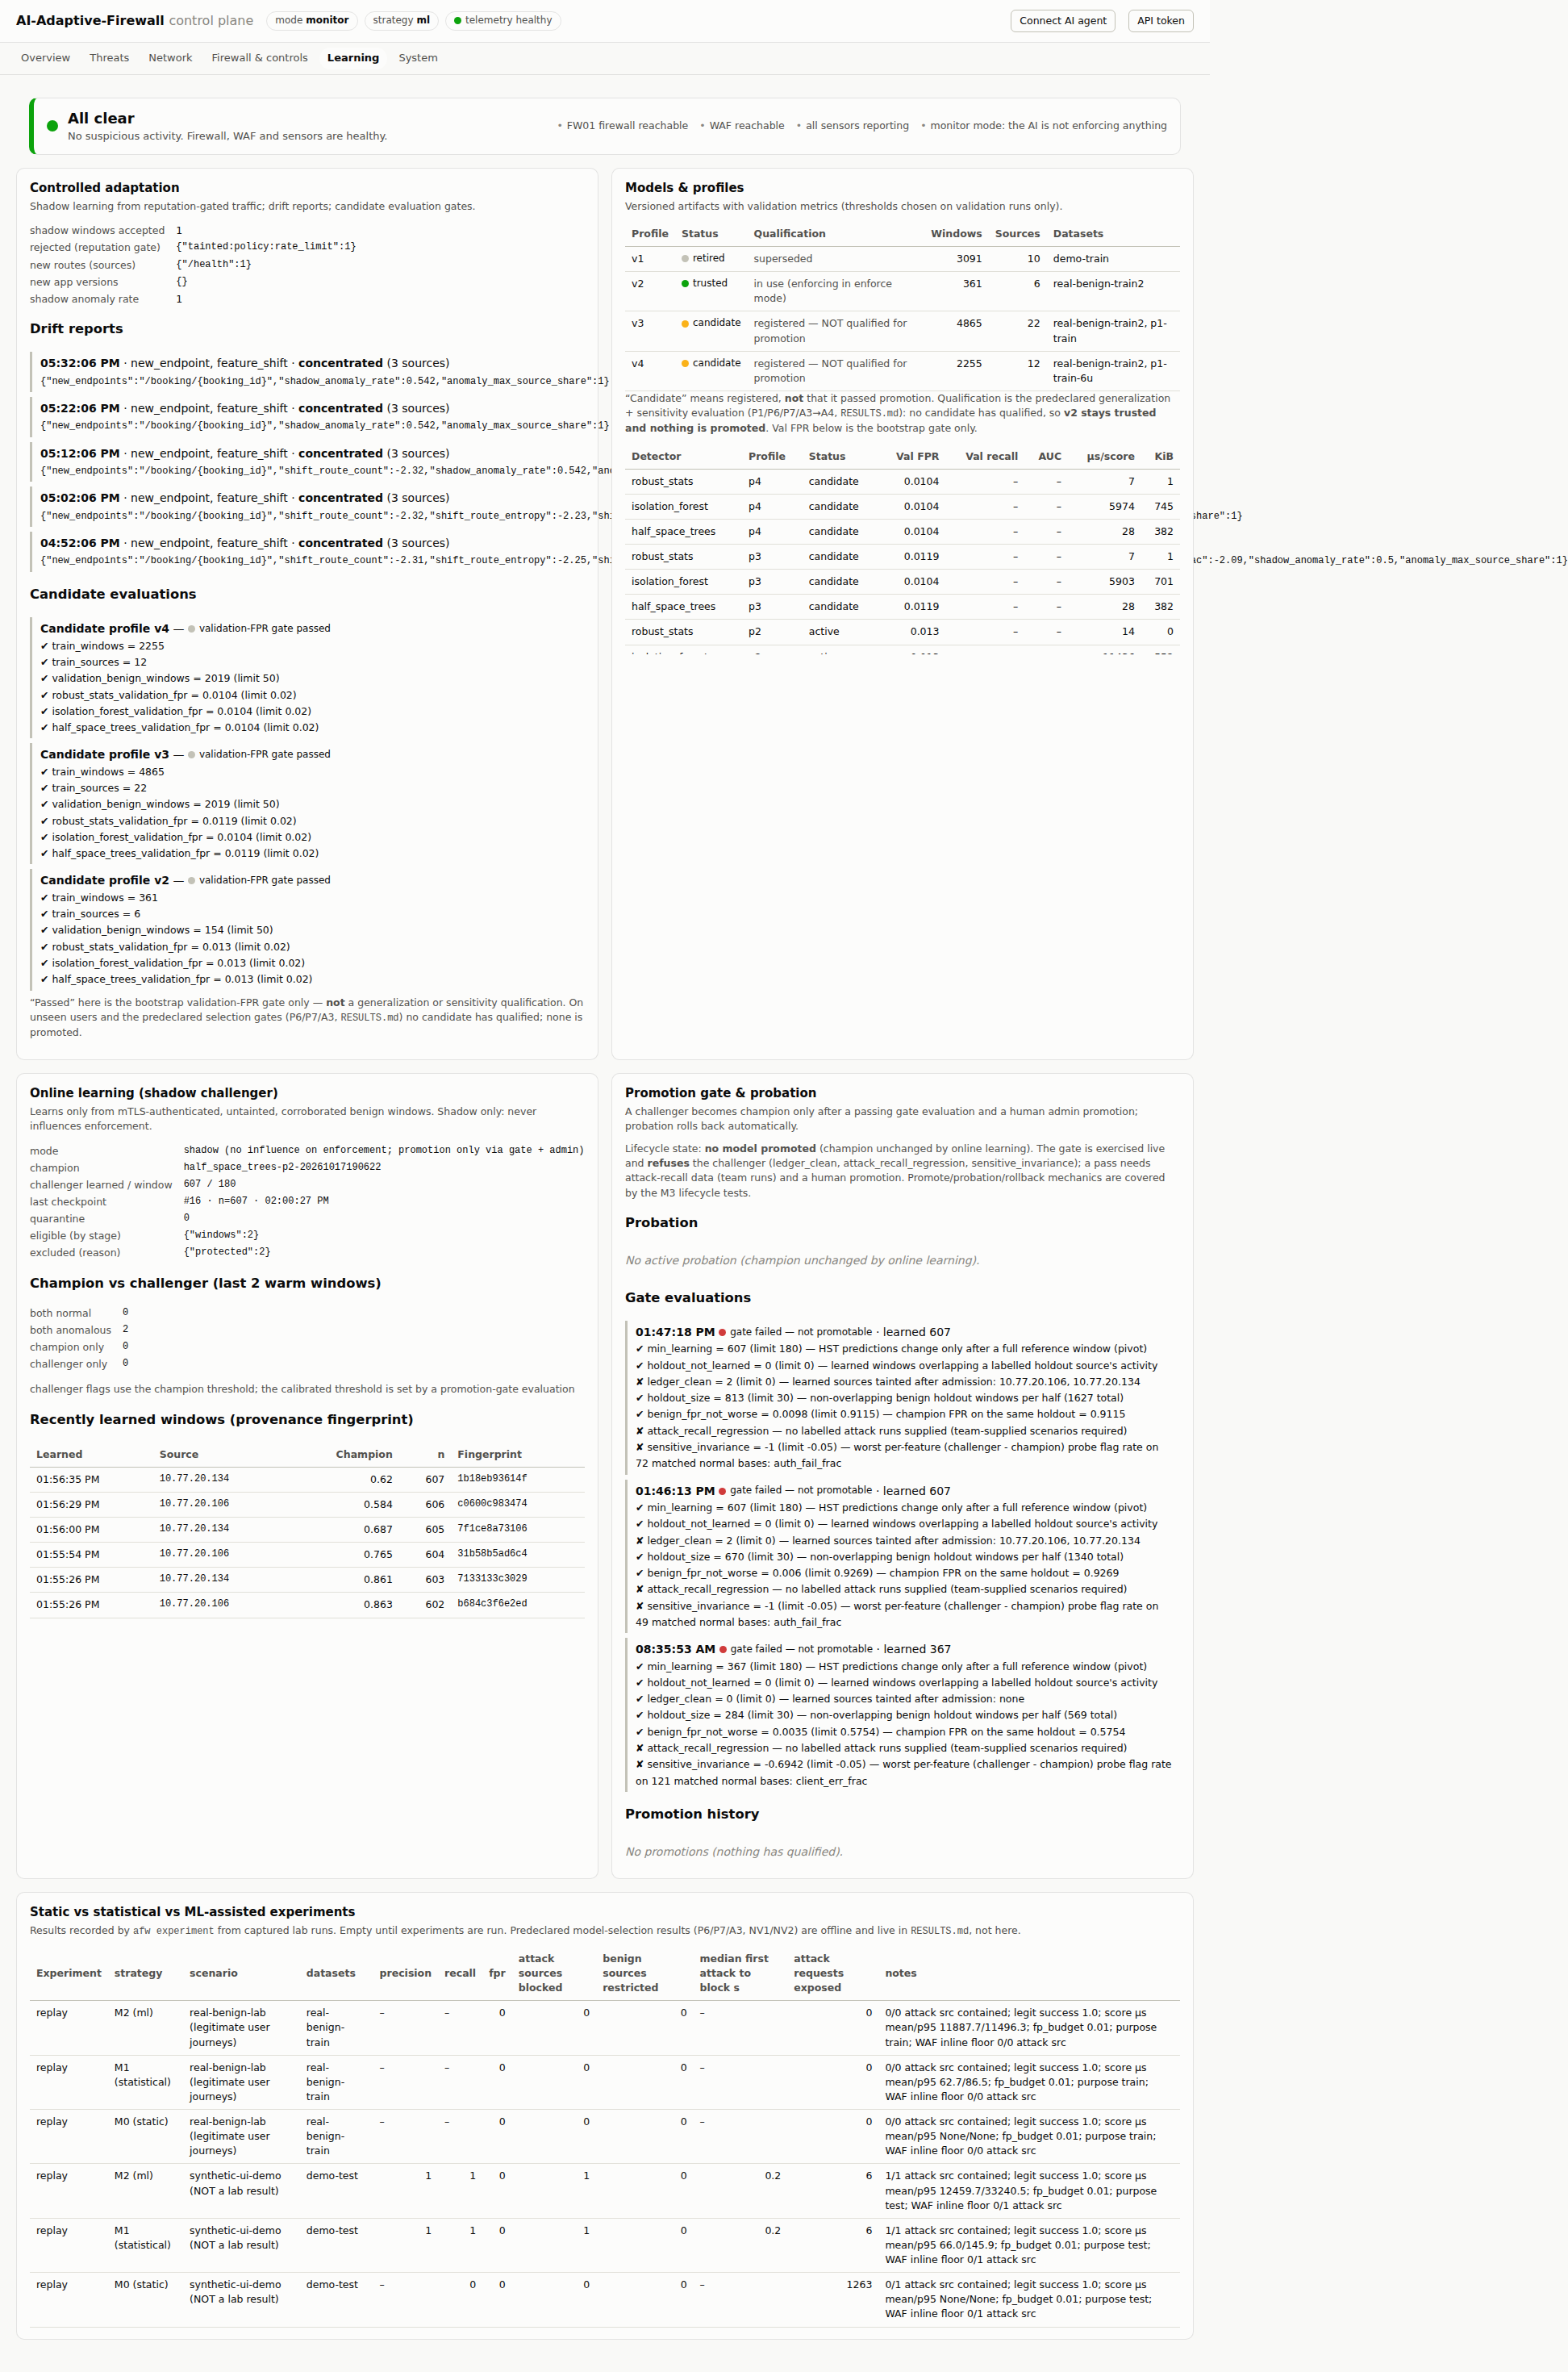 AI-Adaptive-Firewall control plane mode monitor strategy ml telemetry healthy Connect AI agent API token
Overview Threats Network Firewall & controls Learning System
All clear
No suspicious activity. Firewall, WAF and sensors are healthy.
• FW01 firewall reachable • WAF reachable • all sensors reporting • monitor mode: the AI is not enforcing anything
Controlled adaptation
Shadow learning from reputation-gated traffic; drift reports; candidate evaluation gates.
shadow windows accepted 1
rejected (reputation gate) {"tainted:policy:rate_limit":1}
new routes (sources) {"/health":1}
new app versions {}
shadow anomaly rate 1
Drift reports
05:32:06 PM · new_endpoint, feature_shift · concentrated (3 sources)
{"new_endpoints":"/booking/{booking_id}","shadow_anomaly_rate":0.542,"anomaly_max_source_share":1}
05:22:06 PM · new_endpoint, feature_shift · concentrated (3 sources)
{"new_endpoints":"/booking/{booking_id}","shadow_anomaly_rate":0.542,"anomaly_max_source_share":1}
05:12:06 PM · new_endpoint, feature_shift · concentrated (3 sources)
{"new_endpoints":"/booking/{booking_id}","shift_route_count":-2.32,"shadow_anomaly_rate":0.542,"an
05:02:06 PM · new_endpoint, feature_shift · concentrated (3 sources)
{"new_endpoints":"/booking/{booking_id}","shift_route_count":-2.32,"shift_route_entropy":-2.23,"sh share":1}
04:52:06 PM · new_endpoint, feature_shift · concentrated (3 sources)
{"new_endpoints":"/booking/{booking_id}","shift_route_count":-2.31,"shift_route_entropy":-2.25,"sh ac":-2.09,"shadow_anomaly_rate":0.5,"anomaly_max_source_share":1}
Candidate evaluations
Candidate profile v4 — validation-FPR gate passed
✔ train_windows = 2255
✔ train_sources = 12
✔ validation_benign_windows = 2019 (limit 50)
✔ robust_stats_validation_fpr = 0.0104 (limit 0.02)
✔ isolation_forest_validation_fpr = 0.0104 (limit 0.02)
✔ half_space_trees_validation_fpr = 0.0104 (limit 0.02)
Candidate profile v3 — validation-FPR gate passed
✔ train_windows = 4865
✔ train_sources = 22
✔ validation_benign_windows = 2019 (limit 50)
✔ robust_stats_validation_fpr = 0.0119 (limit 0.02)
✔ isolation_forest_validation_fpr = 0.0104 (limit 0.02)
✔ half_space_trees_validation_fpr = 0.0119 (limit 0.02)
Candidate profile v2 — validation-FPR gate passed
✔ train_windows = 361
✔ train_sources = 6
✔ validation_benign_windows = 154 (limit 50)
✔ robust_stats_validation_fpr = 0.013 (limit 0.02)
✔ isolation_forest_validation_fpr = 0.013 (limit 0.02)
✔ half_space_trees_validation_fpr = 0.013 (limit 0.02)
“Passed” here is the bootstrap validation-FPR gate only — not a generalization or sensitivity qualification. On
unseen users and the predeclared selection gates (P6/P7/A3, RESULTS.md) no candidate has qualified; none is
promoted.
Models & profiles
Versioned artifacts with validation metrics (thresholds chosen on validation runs only).
Profile Status Qualification Windows Sources Datasets
v1 retired superseded 3091 10 demo-train
v2 trusted in use (enforcing in enforce 361 6 real-benign-train2
mode)
v3 candidate registered — NOT qualified for 4865 22 real-benign-train2, p1-
promotion train
v4 candidate registered — NOT qualified for 2255 12 real-benign-train2, p1-
promotion train-6u
“Candidate” means registered, not that it passed promotion. Qualification is the predeclared generalization
+ sensitivity evaluation (P1/P6/P7/A3→A4, RESULTS.md): no candidate has qualified, so v2 stays trusted
and nothing is promoted. Val FPR below is the bootstrap gate only.
Detector Profile Status Val FPR Val recall AUC µs/score KiB
robust_stats p4 candidate 0.0104 – – 7 1
isolation_forest p4 candidate 0.0104 – – 5974 745
half_space_trees p4 candidate 0.0104 – – 28 382
robust_stats p3 candidate 0.0119 – – 7 1
isolation_forest p3 candidate 0.0104 – – 5903 701
half_space_trees p3 candidate 0.0119 – – 28 382
robust_stats p2 active 0.013 – – 14 0
Online learning (shadow challenger)
Learns only from mTLS-authenticated, untainted, corroborated benign windows. Shadow only: never
influences enforcement.
mode shadow (no influence on enforcement; promotion only via gate + admin)
champion half_space_trees-p2-20261017190622
challenger learned / window 607 / 180
last checkpoint #16 · n=607 · 02:00:27 PM
quarantine 0
eligible (by stage) {"windows":2}
excluded (reason) {"protected":2}
Champion vs challenger (last 2 warm windows)
both normal 0
both anomalous 2
champion only 0
challenger only 0
challenger flags use the champion threshold; the calibrated threshold is set by a promotion-gate evaluation
Recently learned windows (provenance fingerprint)
Learned Source Champion n Fingerprint
01:56:35 PM 10.77.20.134 0.62 607 1b18eb93614f
01:56:29 PM 10.77.20.106 0.584 606 c0600c983474
01:56:00 PM 10.77.20.134 0.687 605 7f1ce8a73106
01:55:54 PM 10.77.20.106 0.765 604 31b58b5ad6c4
01:55:26 PM 10.77.20.134 0.861 603 7133133c3029
01:55:26 PM 10.77.20.106 0.863 602 b684c3f6e2ed
Promotion gate & probation
A challenger becomes champion only after a passing gate evaluation and a human admin promotion;
probation rolls back automatically.
Lifecycle state: no model promoted (champion unchanged by online learning). The gate is exercised live
and refuses the challenger (ledger_clean, attack_recall_regression, sensitive_invariance); a pass needs
attack-recall data (team runs) and a human promotion. Promote/probation/rollback mechanics are covered
by the M3 lifecycle tests.
Probation
No active probation (champion unchanged by online learning).
Gate evaluations
01:47:18 PM gate failed — not promotable · learned 607
✔ min_learning = 607 (limit 180) — HST predictions change only after a full reference window (pivot)
✔ holdout_not_learned = 0 (limit 0) — learned windows overlapping a labelled holdout source's activity
✘ ledger_clean = 2 (limit 0) — learned sources tainted after admission: 10.77.20.106, 10.77.20.134
✔ holdout_size = 813 (limit 30) — non-overlapping benign holdout windows per half (1627 total)
✔ benign_fpr_not_worse = 0.0098 (limit 0.9115) — champion FPR on the same holdout = 0.9115
✘ attack_recall_regression — no labelled attack runs supplied (team-supplied scenarios required)
✘ sensitive_invariance = -1 (limit -0.05) — worst per-feature (challenger - champion) probe flag rate on
72 matched normal bases: auth_fail_frac
01:46:13 PM gate failed — not promotable · learned 607
✔ min_learning = 607 (limit 180) — HST predictions change only after a full reference window (pivot)
✔ holdout_not_learned = 0 (limit 0) — learned windows overlapping a labelled holdout source's activity
✘ ledger_clean = 2 (limit 0) — learned sources tainted after admission: 10.77.20.106, 10.77.20.134
✔ holdout_size = 670 (limit 30) — non-overlapping benign holdout windows per half (1340 total)
✔ benign_fpr_not_worse = 0.006 (limit 0.9269) — champion FPR on the same holdout = 0.9269
✘ attack_recall_regression — no labelled attack runs supplied (team-supplied scenarios required)
✘ sensitive_invariance = -1 (limit -0.05) — worst per-feature (challenger - champion) probe flag rate on
49 matched normal bases: auth_fail_frac
08:35:53 AM gate failed — not promotable · learned 367
✔ min_learning = 367 (limit 180) — HST predictions change only after a full reference window (pivot)
✔ holdout_not_learned = 0 (limit 0) — learned windows overlapping a labelled holdout source's activity
✔ ledger_clean = 0 (limit 0) — learned sources tainted after admission: none
✔ holdout_size = 284 (limit 30) — non-overlapping benign holdout windows per half (569 total)
✔ benign_fpr_not_worse = 0.0035 (limit 0.5754) — champion FPR on the same holdout = 0.5754
✘ attack_recall_regression — no labelled attack runs supplied (team-supplied scenarios required)
✘ sensitive_invariance = -0.6942 (limit -0.05) — worst per-feature (challenger - champion) probe flag rate
on 121 matched normal bases: client_err_frac
Promotion history
No promotions (nothing has qualified).
Static vs statistical vs ML-assisted experiments
Results recorded by afw experiment from captured lab runs. Empty until experiments are run. Predeclared model-selection results (P6/P7/A3, NV1/NV2) are offline and live in RESULTS.md, not here.
attack benign median first attack
Experiment strategy scenario datasets precision recall fpr sources sources attack to requests notes
blocked restricted block s exposed
replay M2 (ml) real-benign-lab real- – – 0 0 0 – 0 0/0 attack src contained; legit success 1.0; score µs
(legitimate user benign- mean/p95 11887.7/11496.3; fp_budget 0.01; purpose
journeys) train train; WAF inline floor 0/0 attack src
replay M1 real-benign-lab real- – – 0 0 0 – 0 0/0 attack src contained; legit success 1.0; score µs
(statistical) (legitimate user benign- mean/p95 62.7/86.5; fp_budget 0.01; purpose train;
journeys) train WAF inline floor 0/0 attack src
replay M0 (static) real-benign-lab real- – – 0 0 0 – 0 0/0 attack src contained; legit success 1.0; score µs
(legitimate user benign- mean/p95 None/None; fp_budget 0.01; purpose train;
journeys) train WAF inline floor 0/0 attack src
replay M2 (ml) synthetic-ui-demo demo-test 1 1 0 1 0 0.2 6 1/1 attack src contained; legit success 1.0; score µs
(NOT a lab result) mean/p95 12459.7/33240.5; fp_budget 0.01; purpose
test; WAF inline floor 0/1 attack src
replay M1 synthetic-ui-demo demo-test 1 1 0 1 0 0.2 6 1/1 attack src contained; legit success 1.0; score µs
(statistical) (NOT a lab result) mean/p95 66.0/145.9; fp_budget 0.01; purpose test;
WAF inline floor 0/1 attack src
replay M0 (static) synthetic-ui-demo demo-test – 0 0 0 0 – 1263 0/1 attack src contained; legit success 1.0; score µs
(NOT a lab result) mean/p95 None/None; fp_budget 0.01; purpose test;
WAF inline floor 0/1 attack src